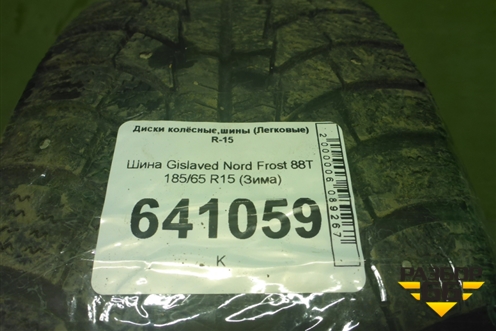 Диски колёсные,шины (Легковые)
R-15
Шина Gislaved Nord Frost 88T
185/65 R15 (Зима)
641059
К
2000006089267